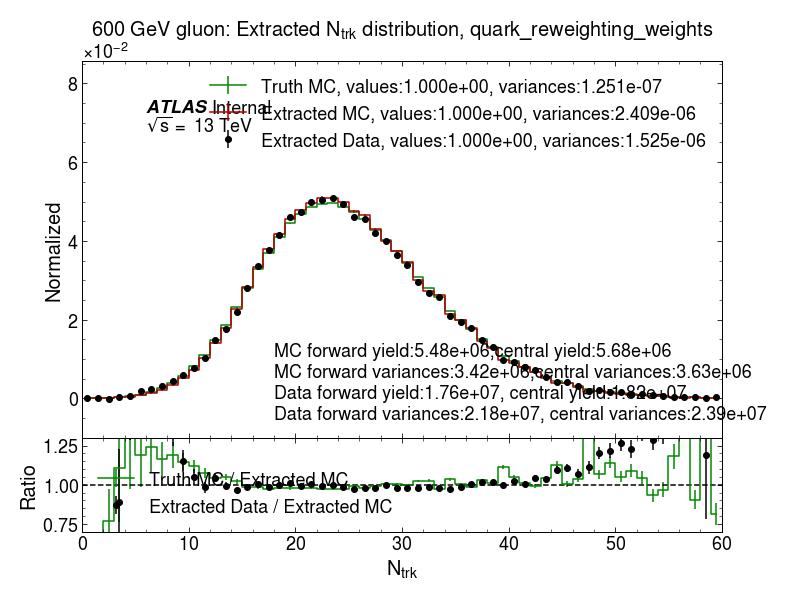 600 GeV gluon: Extracted N_trk distribution, quark_reweighting_weights
×10⁻²
Truth MC, values:1.000e+00, variances:1.251e-07
ATLAS Internal
Extracted MC, values:1.000e+00, variances:2.409e-06
√s = 13 TeV
Extracted Data, values:1.000e+00, variances:1.525e-06
8
6
4
2
0
Normalized
MC forward yield:5.48e+06,central yield:5.68e+06
MC forward variances:3.42e+06,central variances:3.63e+06
Data forward yield:1.76e+07, central yield:1.82e+07
Data forward variances:2.18e+07, central variances:2.39e+07
1.25
1.00
0.75
Ratio
Truth MC / Extracted MC
Extracted Data / Extracted MC
0 10 20 30 40 50 60
N_trk